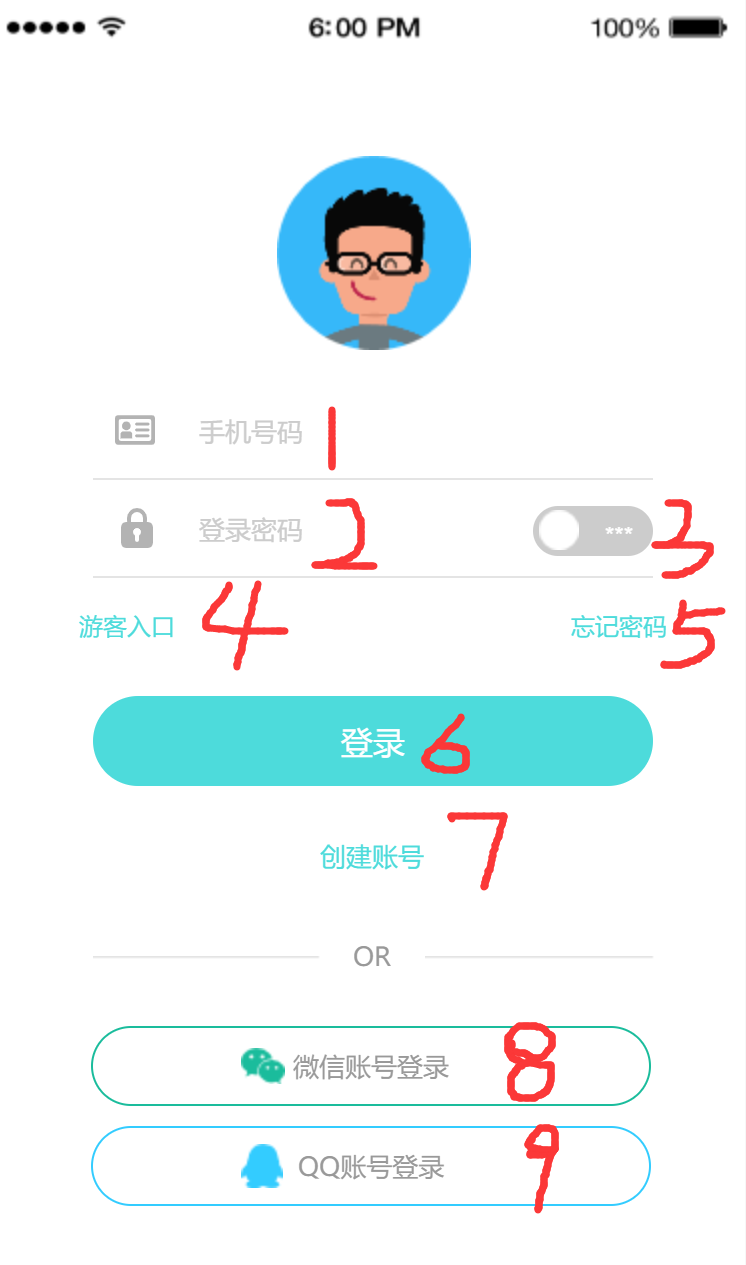 6:00 PM 100%
手机号码 1
登录密码 2 *** 3
游客入口 4 忘记密码 5
登录 6
创建账号 7
OR
微信账号登录 8
QQ账号登录 9